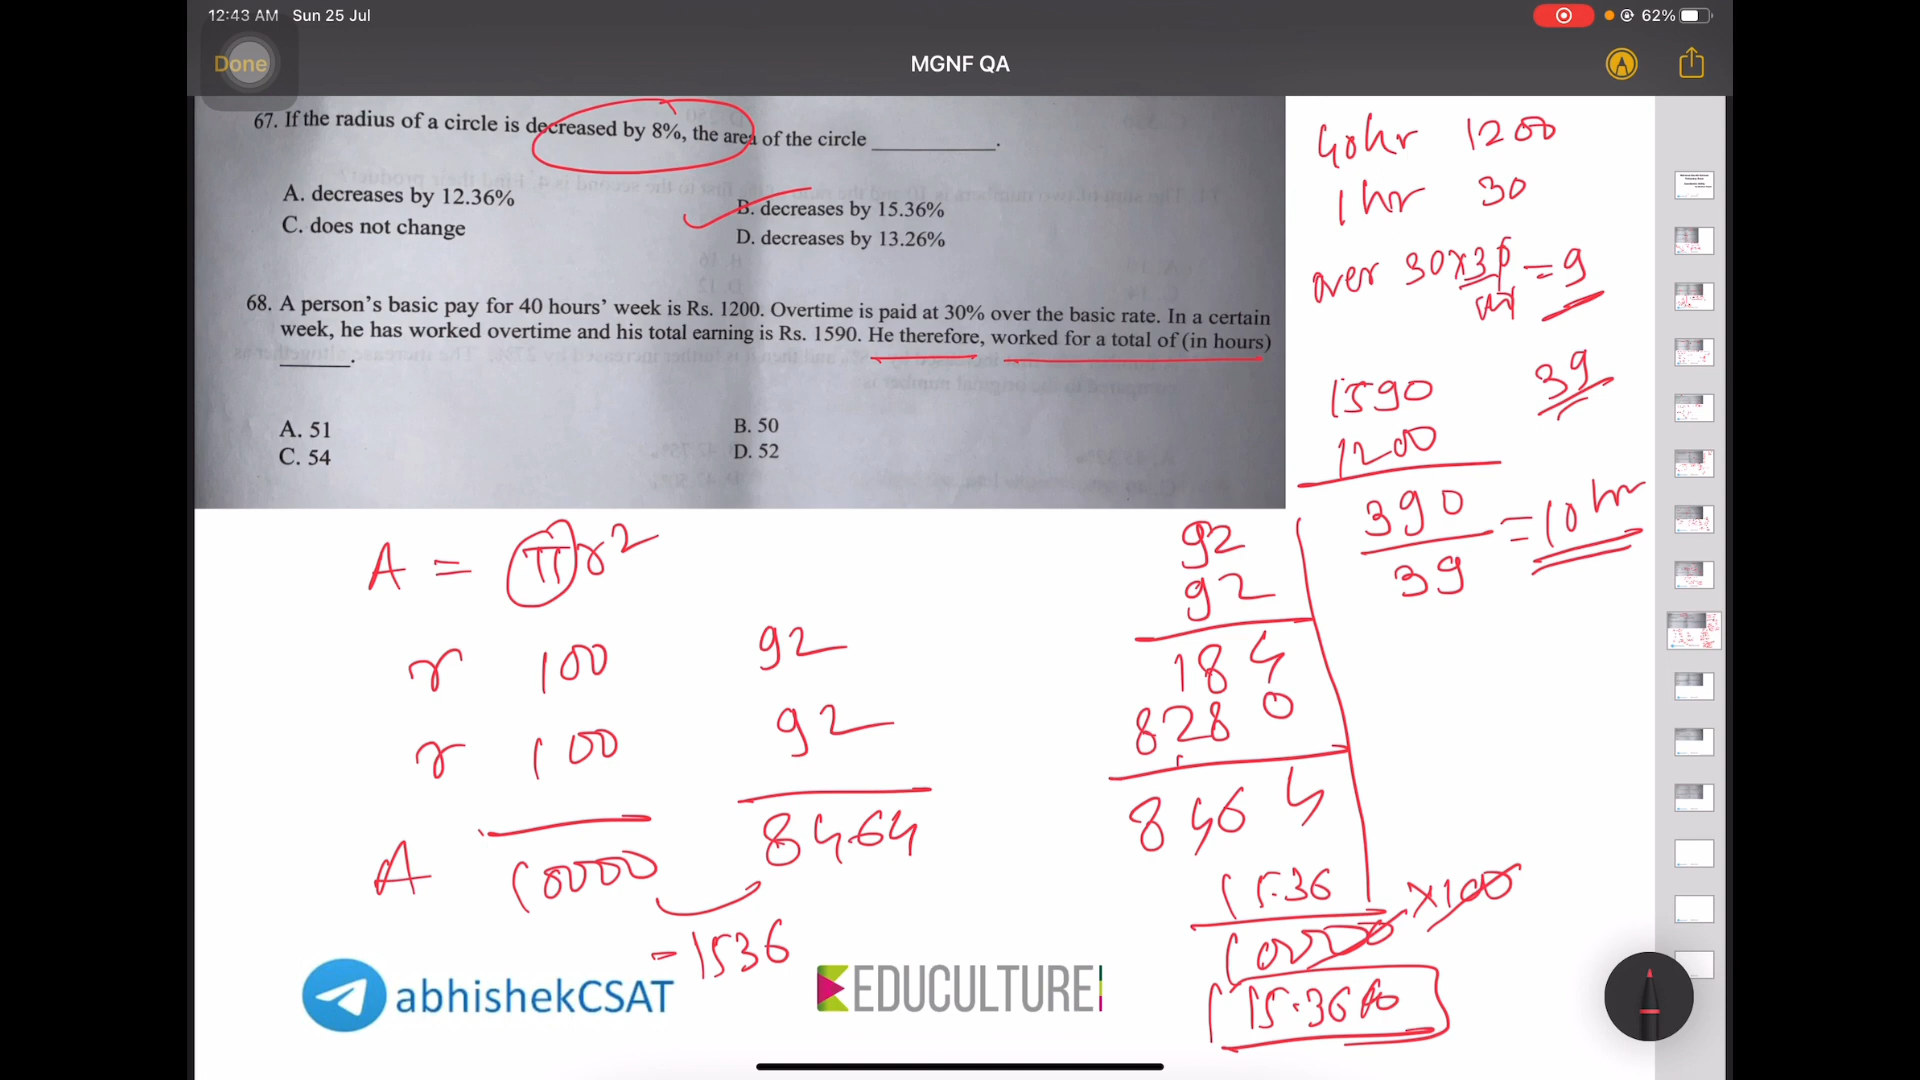 12:43 AM Sun 25 Jul
62%
Done
MGNF QA
67. If the radius of a circle is decreased by 8%, the area of the circle ____________.
A. decreases by 12.36%
B. decreases by 15.36%
C. does not change
D. decreases by 13.26%
68. A person's basic pay for 40 hours' week is Rs. 1200. Overtime is paid at 30% over the basic rate. In a certain
week, he has worked overtime and his total earning is Rs. 1590. He therefore, worked for a total of (in hours)
_______.
A. 51
B. 50
C. 54
D. 52
40hr 1200
1hr 30
over 30×30 = 9
100
39
1590
1200
390 = 10 hr
39
A = πr2
r 100 92
r 100 92
A 10000 8464
- 1536
92
92
184
8280
8464
1536 ×100
10000
15.36%
abhishekCSAT
EDUCULTURE